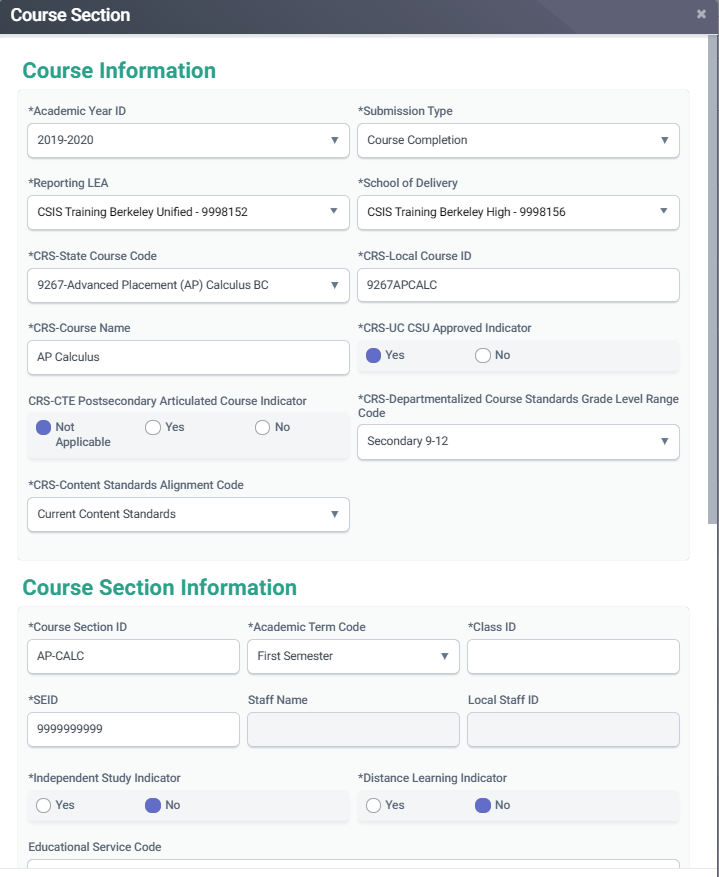 Course Section
Course Information
*Academic Year ID
*Submission Type
2019-2020
Course Completion
*Reporting LEA
*School of Delivery
CSIS Training Berkeley Unified - 9998152
CSIS Training Berkeley High - 9998156
*CRS-State Course Code
*CRS-Local Course ID
9267-Advanced Placement (AP) Calculus BC
9267APCALC
*CRS-Course Name
*CRS-UC CSU Approved Indicator
AP Calculus
Yes
No
CRS-CTE Postsecondary Articulated Course Indicator
*CRS-Departmentalized Course Standards Grade Level Range
Code
Not
Applicable
Yes
No
Secondary 9-12
*CRS-Content Standards Alignment Code
Current Content Standards
Course Section Information
*Course Section ID
*Academic Term Code
*Class ID
AP-CALC
First Semester
*SEID
Staff Name
Local Staff ID
9999999999
*Independent Study Indicator
*Distance Learning Indicator
Yes
No
Yes
No
Educational Service Code